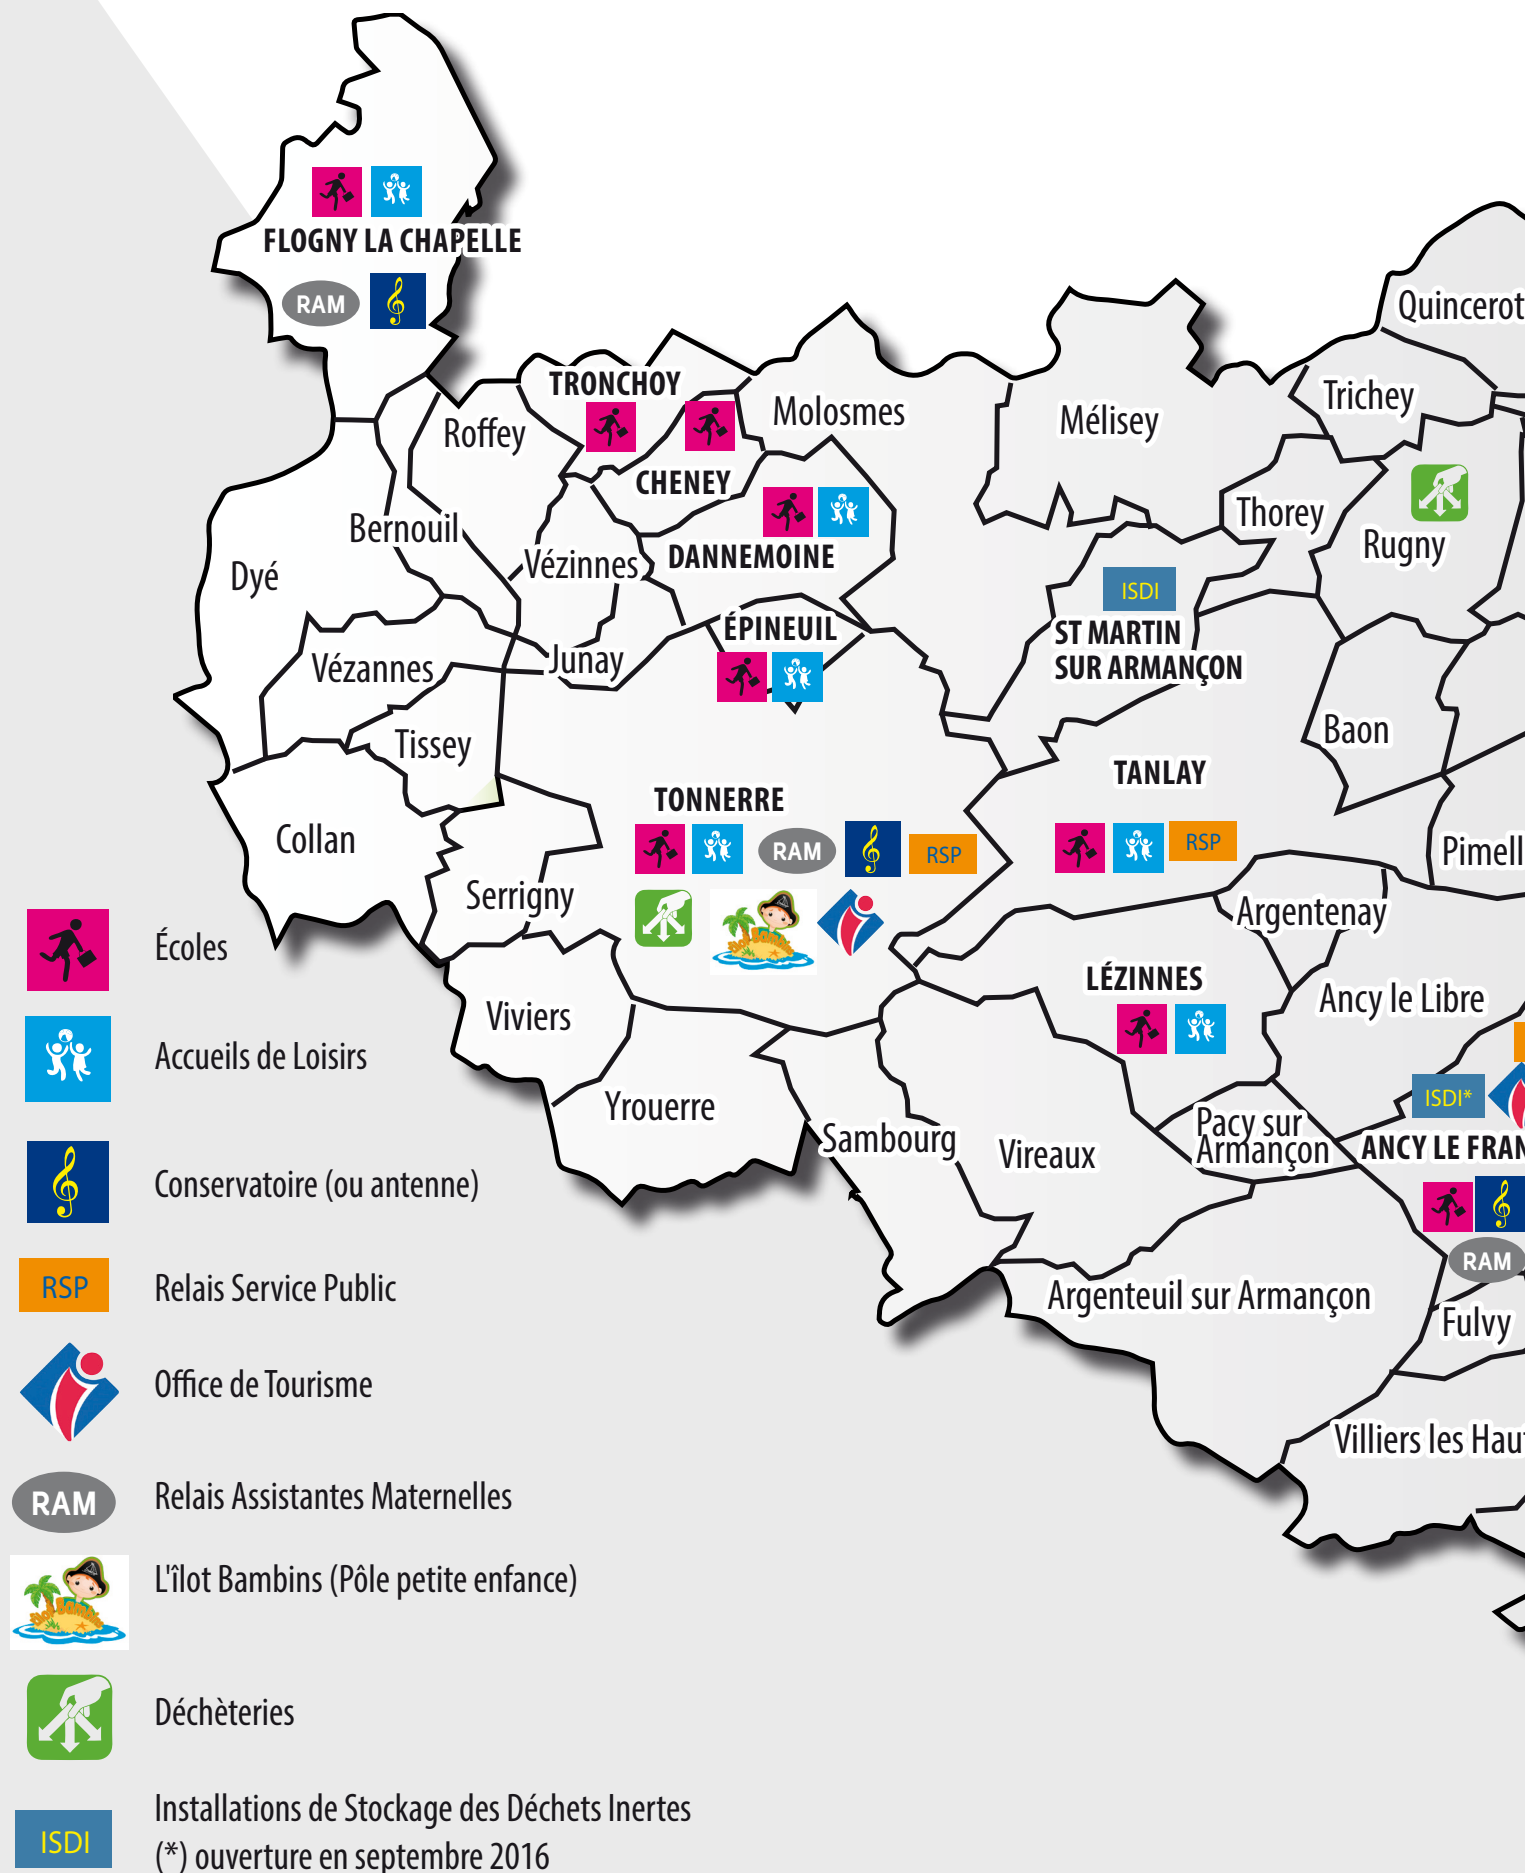 FLOGNY LA CHAPELLE
RAM
Quincerot
TRONCHOY
Trichey
Molosmes
Mélisey
Roffey
CHENEY
Thorey
Bernouil
Rugny
DANNEMOINE
Vézinnes
Dyé
ISDI
ÉPINEUIL
ST MARTIN
SUR ARMANÇON
Junay
Vézannes
Baon
Tissey
TANLAY
TONNERRE
Collan
RAM
RSP
RSP
Pimell
Serrigny
Argentenay
Écoles
LÉZINNES
Ancy le Libre
Viviers
Accueils de Loisirs
ISDI*
Yrouerre
Pacy sur
Armançon
Sambourg
Vireaux
ANCY LE FRAN
Conservatoire (ou antenne)
RAM
RSP
Relais Service Public
Argenteuil sur Armançon
Fulvy
Office de Tourisme
Villiers les Haut
RAM
Relais Assistantes Maternelles
L'îlot Bambins (Pôle petite enfance)
Déchèteries
Installations de Stockage des Déchets Inertes
ISDI
(*) ouverture en septembre 2016